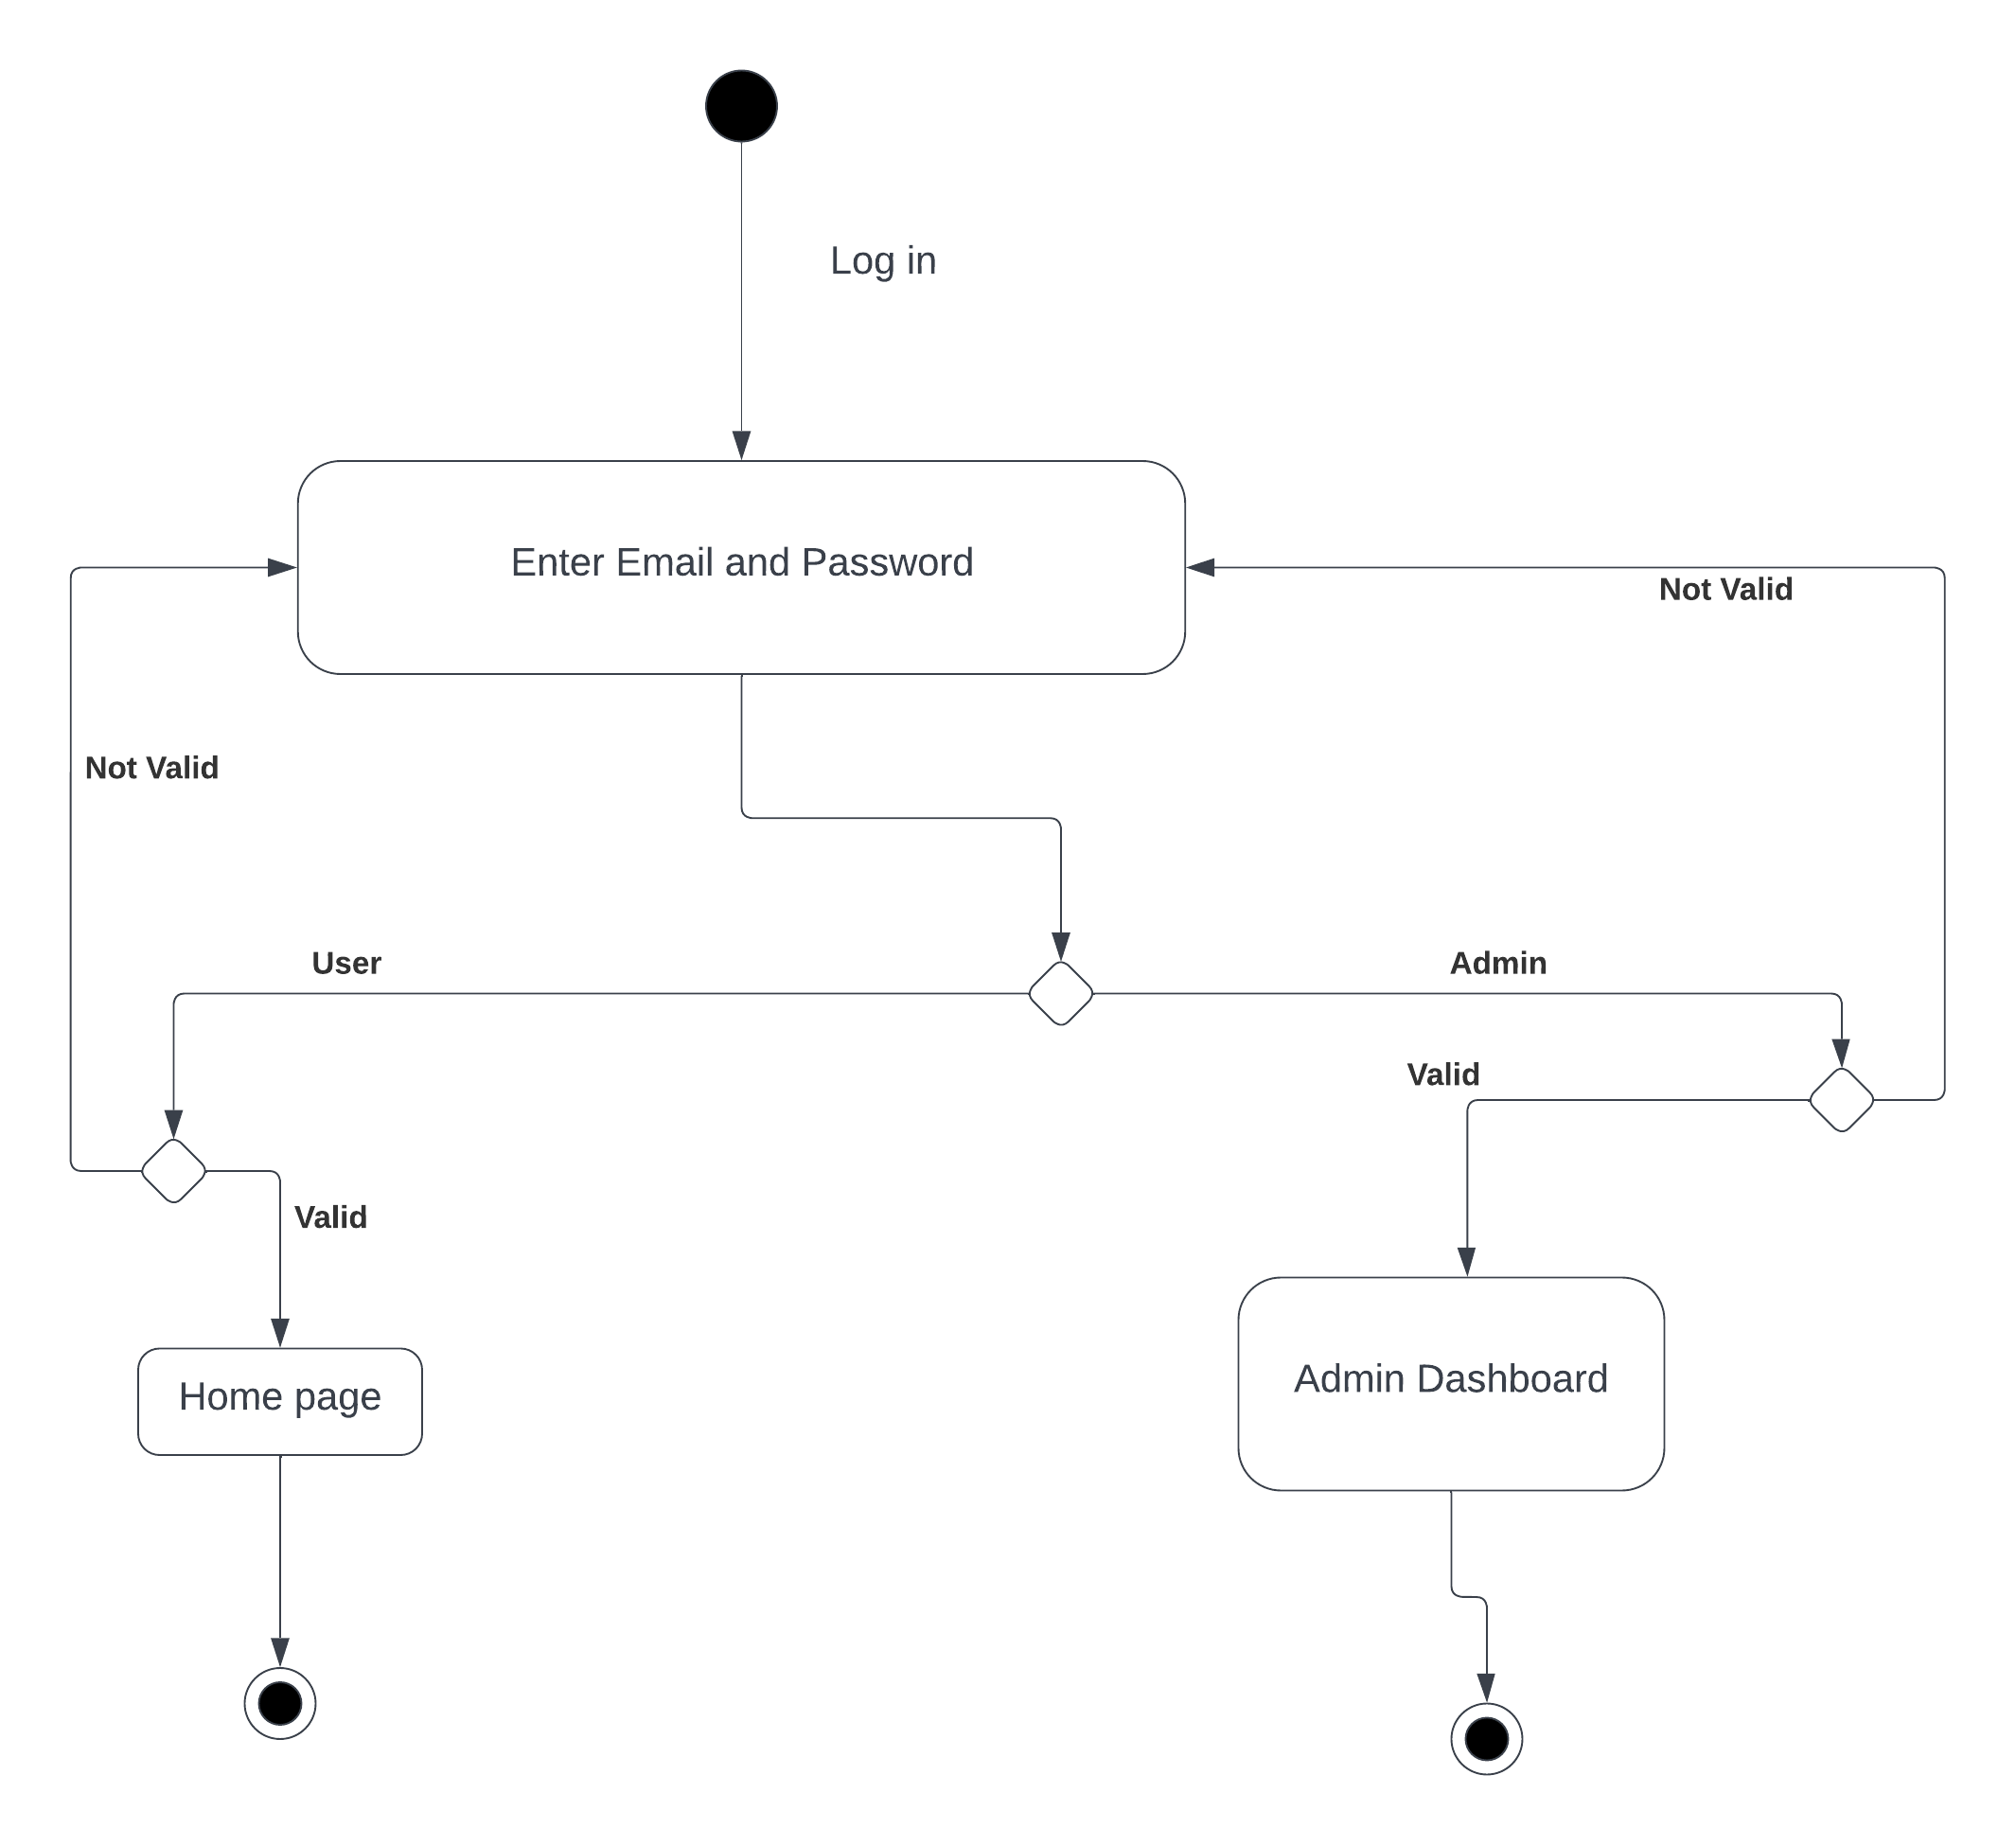 Log in
Enter Email and Password
Not Valid
Not Valid
User
Admin
Valid
Valid
Home page
Admin Dashboard